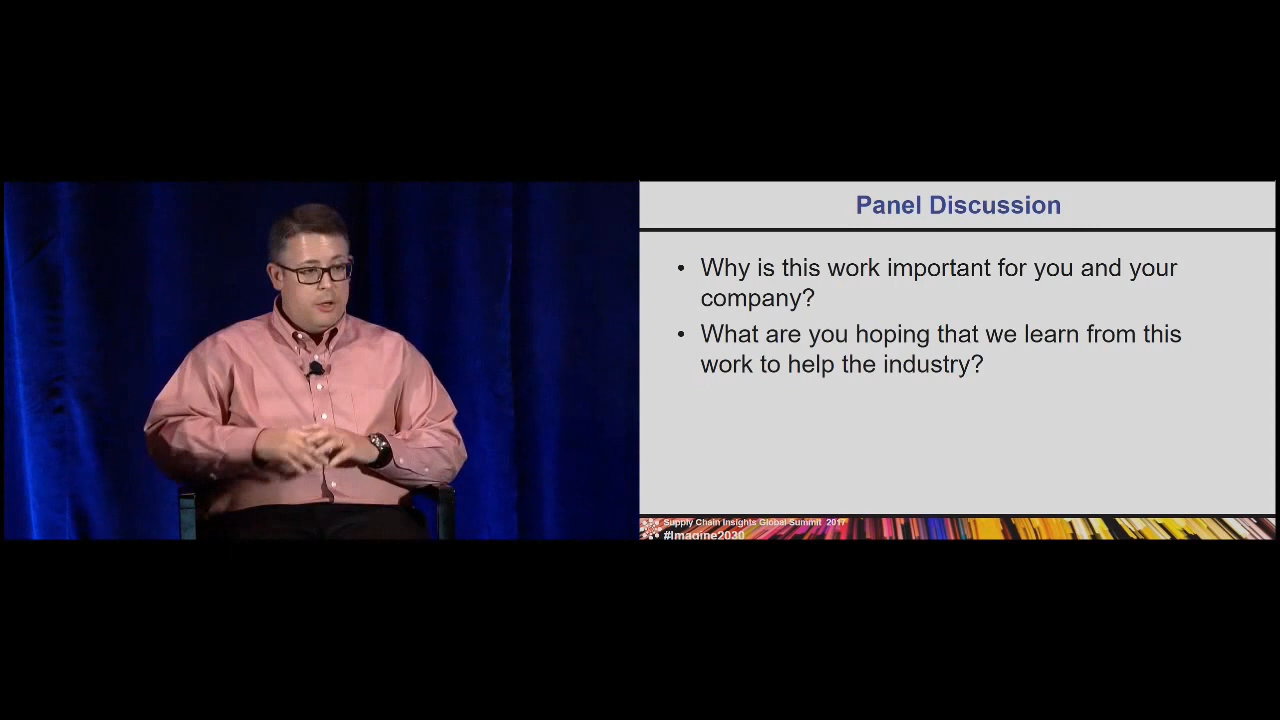 Panel Discussion
• Why is this work important for you and your
company?
• What are you hoping that we learn from this
work to help the industry?
Supply Chain Insights Global Summit 2017
#Imagine2030